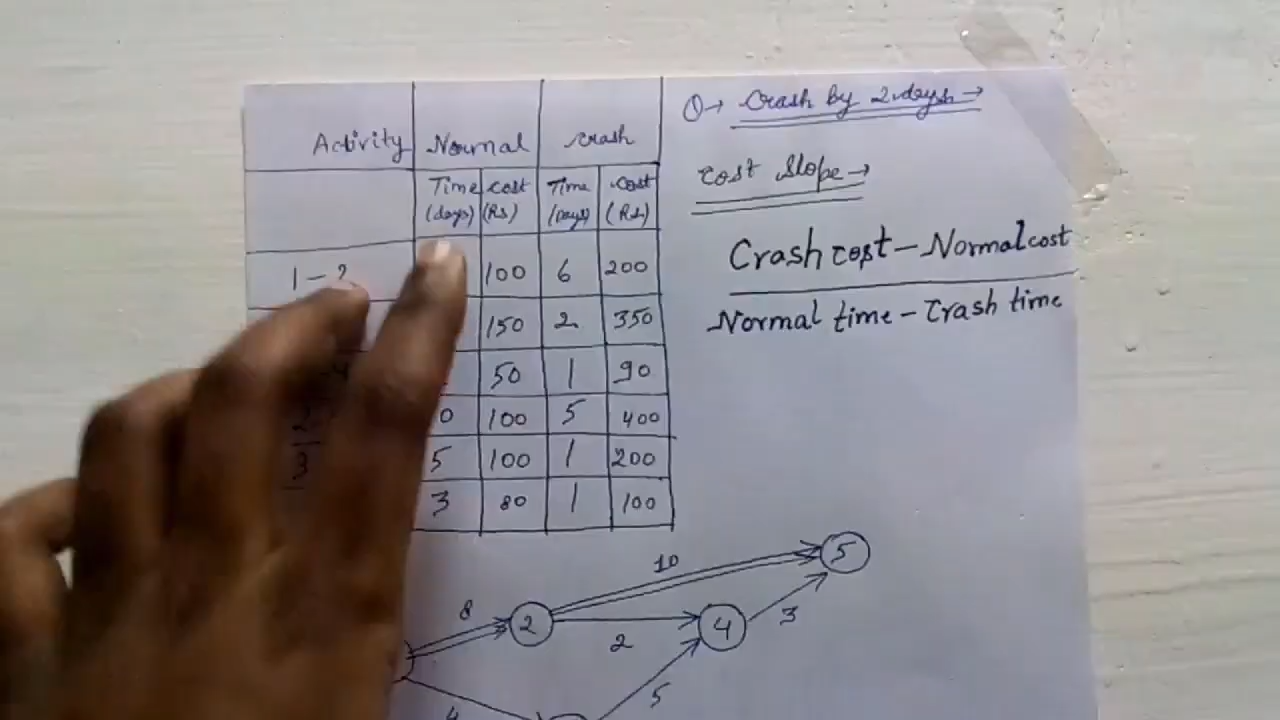 Activity Normal Crash
Time Cost Time Cost
(days) (Rs) (days) (Rs)
1-2 100 6 200
150 2 350
50 1 90
0 100 5 400
5 100 1 200
3 80 1 100
Q→ Crash by 2 days→
Cost Slope→
Crash cost - Normal cost
Normal time - Crash time
10 5
8 2 4 3
2
5
4